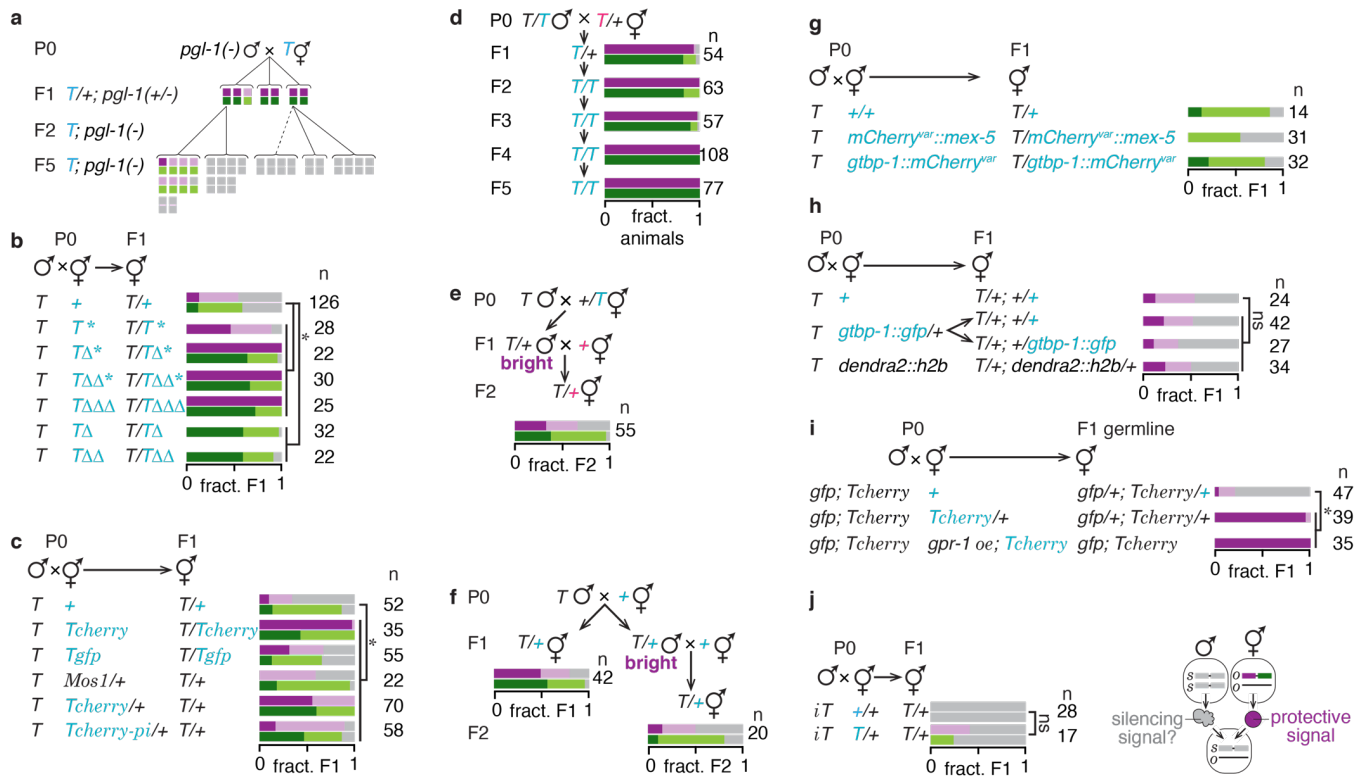 a
P0 pgl-1(-)♂ × T⚥
F1 T/+; pgl-1(+/-)
F2 T; pgl-1(-)
F5 T; pgl-1(-)
b
P0 F1
♂ × ⚥ → ⚥ n
T + T/+ 126
T T* T/T* 28
T TΔ* T/TΔ* 22
T TΔΔ* T/TΔΔ* 30
T TΔΔΔ T/TΔΔΔ 25
T TΔ T/TΔ 32
T TΔΔ T/TΔΔ 22
*
0 fract. F1 1
c
P0 F1
♂ × ⚥ → ⚥ n
T + T/+ 52
T Tcherry T/Tcherry 35
T Tgfp T/Tgfp 55
T Mos1/+ T/+ 22
T Tcherry/+ T/+ 70
T Tcherry-pi/+ T/+ 58
*
0 fract. F1 1
d
P0 T/T ♂ × T/+ ⚥ n
F1 T/+ 54
F2 T/T 63
F3 T/T 57
F4 T/T 108
F5 T/T 77
0 fract. 1
animals
e
P0 T ♂ × +/T ⚥
F1 T/+ ♂ × + ⚥
bright
F2 T/+ ⚥
n
55
0 fract. F2 1
f
P0 T ♂ × + ⚥
F1 T/+ ⚥ T/+ ♂ × + ⚥
bright
n
42
0 fract. F1 1
T/+ ⚥
F2 n
20
0 fract. F2 1
g
P0 F1
♂ × ⚥ → ⚥ n
T +/+ T/+ 14
T mCherryvar::mex-5 T/mCherryvar::mex-5 31
T gtbp-1::mCherryvar T/gtbp-1::mCherryvar 32
0 fract. F1 1
h
P0 F1
♂ × ⚥ → ⚥ n
T + T/+; +/+ 24
T gtbp-1::gfp/+ T/+; +/+ 42
T/+; +/gtbp-1::gfp 27
T dendra2::h2b T/+; dendra2::h2b/+ 34
ns
0 fract. F1 1
i
P0 F1 germline
♂ × ⚥ → ⚥ n
gfp; Tcherry + gfp/+; Tcherry/+ 47
gfp; Tcherry Tcherry/+ gfp/+; Tcherry/+ 39
gfp; Tcherry gpr-1 oe; Tcherry gfp; Tcherry 35
*
0 fract. F1 1
j
P0 F1
♂ × ⚥ → ⚥ n
iT +/+ T/+ 28
iT T/+ T/+ 17
ns
0 fract. F1 1
♂ ⚥
s
s
o
o
silencing
signal?
protective
signal
s
o